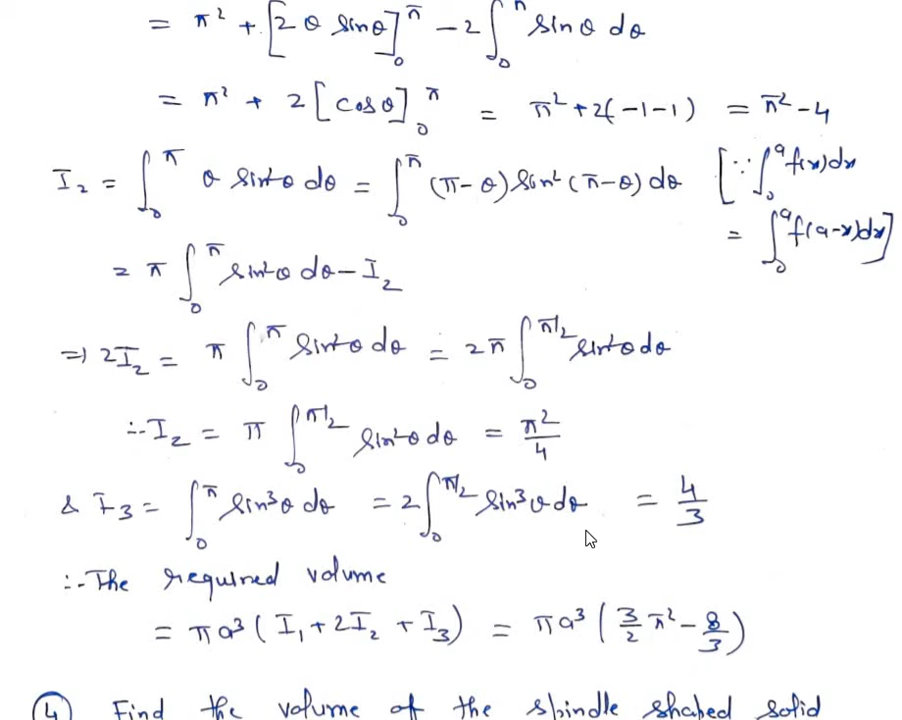 = π² + [2θ sinθ]₀^π − 2∫₀^π sinθ dθ
= π² + 2[cosθ]₀^π = π² + 2(−1−1) = π² − 4
I₂ = ∫₀^π θ sin²θ dθ = ∫₀^π (π−θ) sin²(π−θ) dθ [∵ ∫₀^a f(x)dx
= ∫₀^a f(a−x)dx]
= π ∫₀^π sin²θ dθ − I₂
⇒ 2I₂ = π ∫₀^π sin²θ dθ = 2π ∫₀^π/2 sin²θ dθ
∴ I₂ = π ∫₀^π/2 sin²θ dθ = π²/4
& I₃ = ∫₀^π sin³θ dθ = 2∫₀^π/2 sin³θ dθ = 4/3
∴ The required volume
= πa³ (I₁ + 2I₂ + I₃) = πa³ (3/2 π² − 8/3)
④ Find the volume of the spindle shaped solid